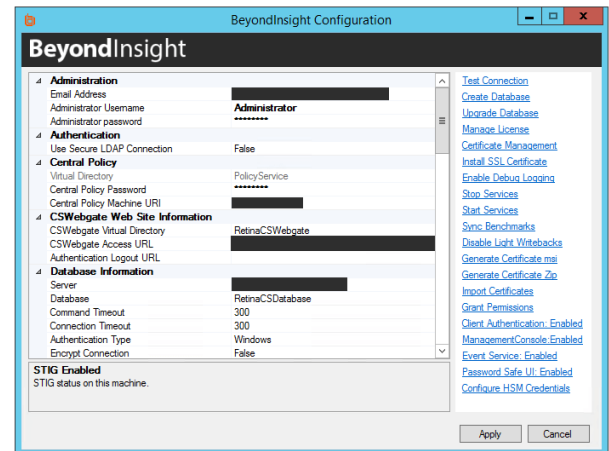 BeyondInsight Configuration
BeyondInsight
Administration
Email Address
Administrator Username Administrator
Administrator password ********
Authentication
Use Secure LDAP Connection False
Central Policy
Virtual Directory PolicyService
Central Policy Password ********
Central Policy Machine URI
CSWebgate Web Site Information
CSWebgate Virtual Directory RetinaCSWebgate
CSWebgate Access URL
Authentication Logout URL
Database Information
Server
Database RetinaCSDatabase
Command Timeout 300
Connection Timeout 300
Authentication Type Windows
Encrypt Connection False
STIG Enabled
STIG status on this machine.
Test Connection
Create Database
Upgrade Database
Manage License
Certificate Management
Install SSL Certificate
Enable Debug Logging
Stop Services
Start Services
Sync Benchmarks
Disable Light Writebacks
Generate Certificate msi
Generate Certificate Zip
Import Certificates
Grant Permissions
Client Authentication: Enabled
ManagementConsole:Enabled
Event Service: Enabled
Password Safe UI: Enabled
Configure HSM Credentials
Apply Cancel